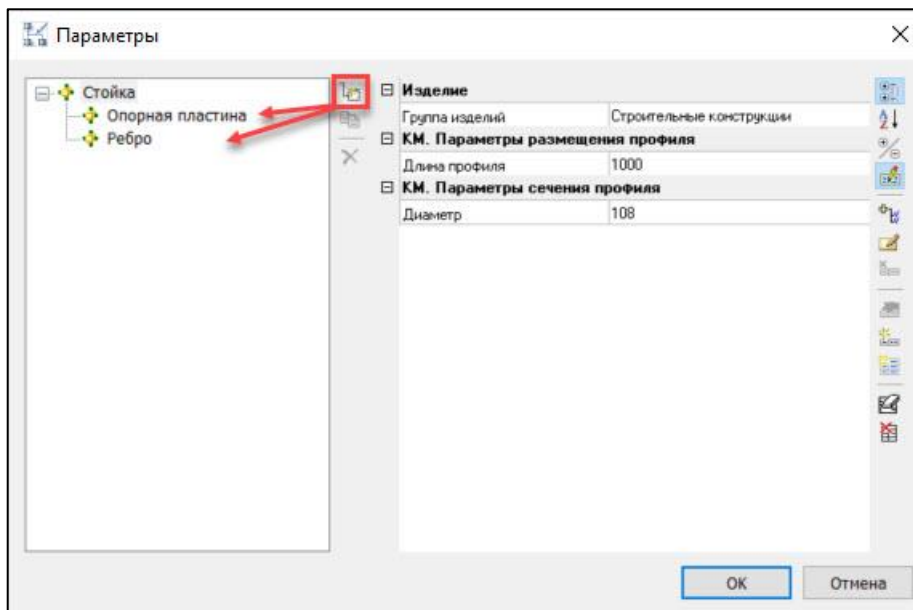 Параметры
Стойка
Опорная пластина
Ребро
Изделие
Группа изделий Строительные конструкции
КМ. Параметры размещения профиля
Длина профиля 1000
КМ. Параметры сечения профиля
Диаметр 108
ОК Отмена